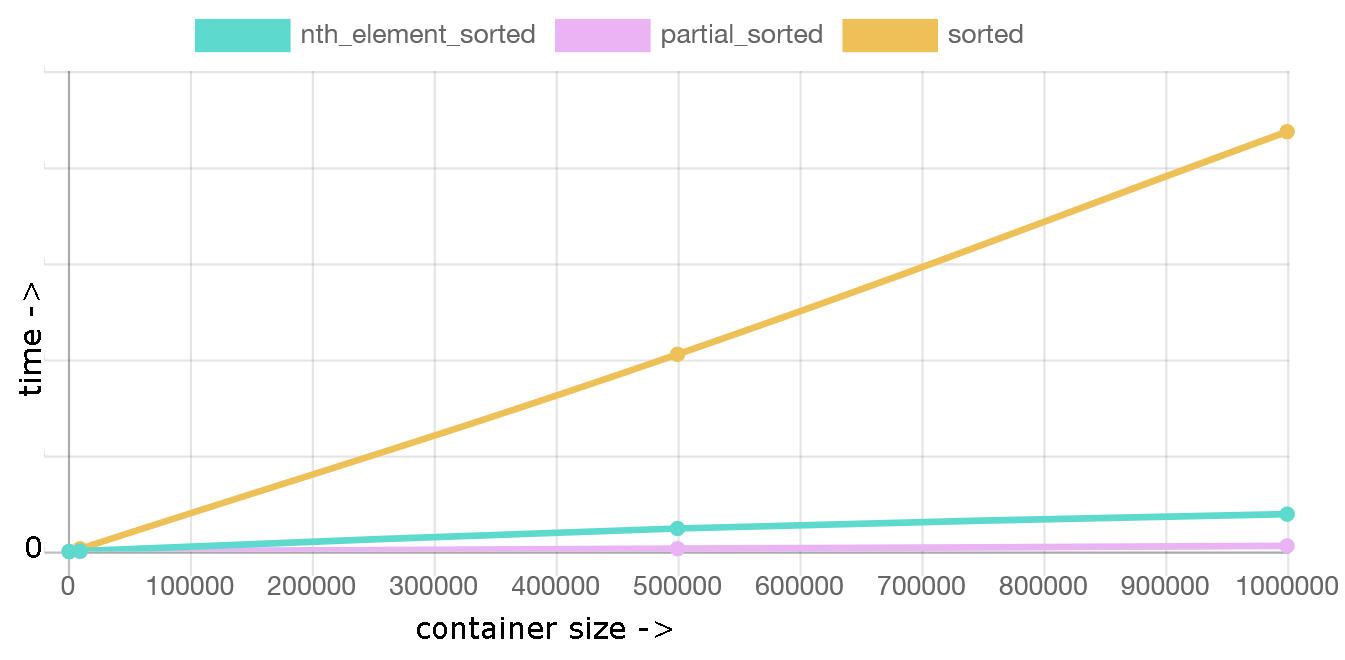 nth_element_sorted partial_sorted sorted
time ->
0
0 100000 200000 300000 400000 500000 600000 700000 800000 900000 1000000
container size ->